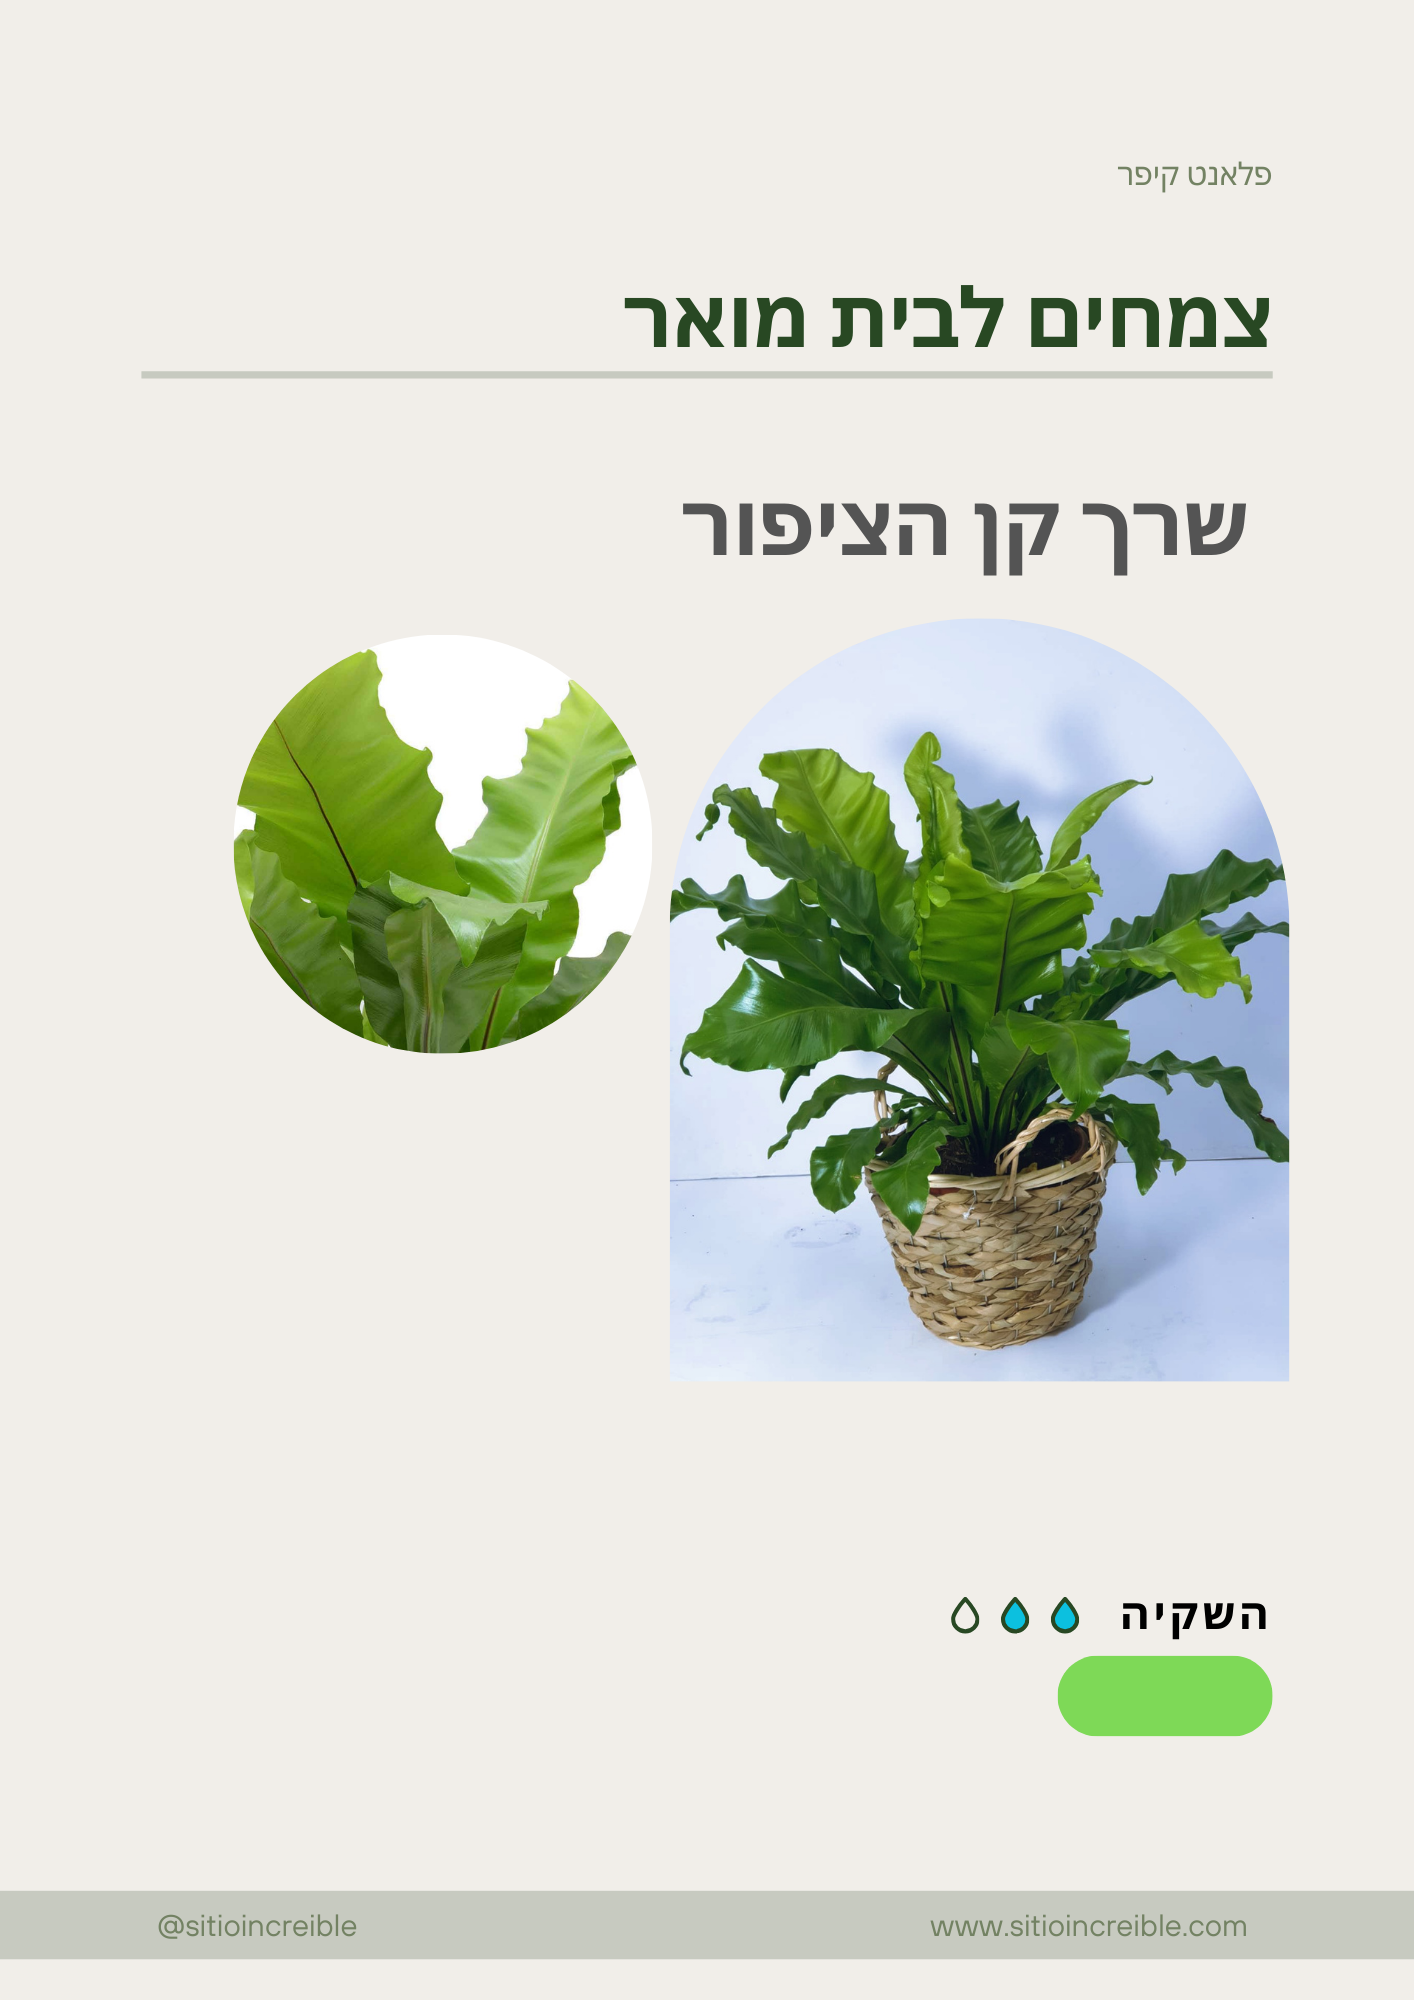 פלאנט קיפר
צמחים לבית מואר
שרך קן הציפור
השקיה
@sitioincreible
www.sitioincreible.com